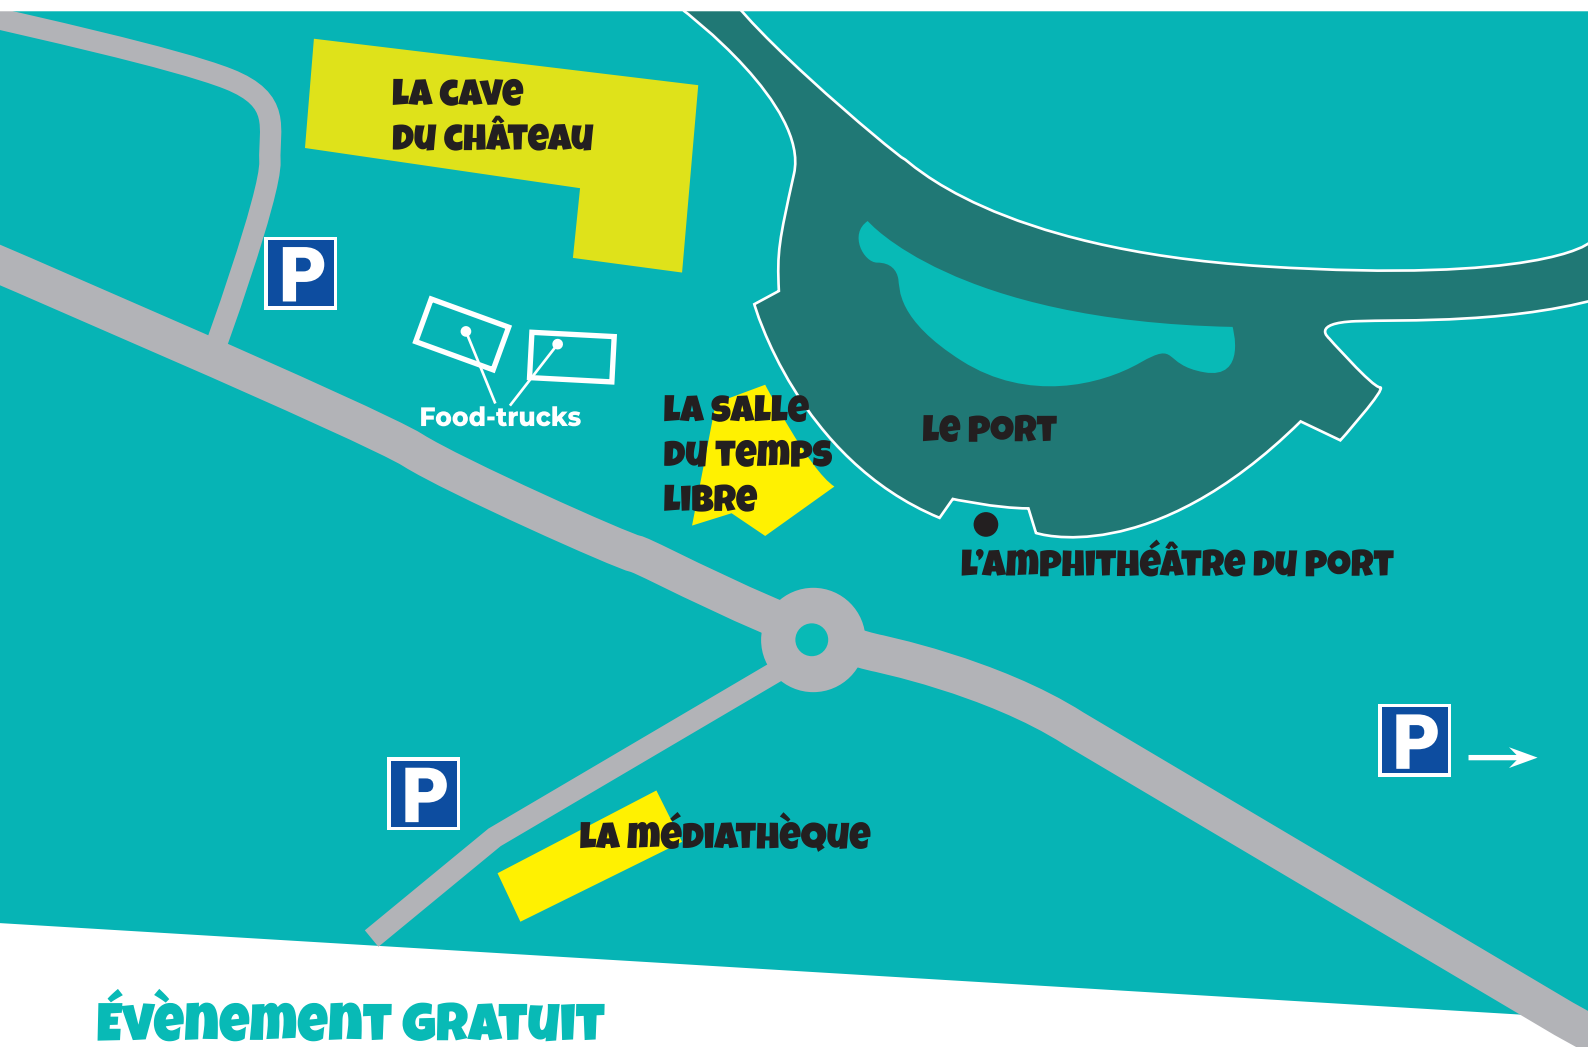 LA CAVE
DU CHÂTEAU
P
Food-trucks
LA SALLE
DU TEMPS
LIBRE
LE PORT
L'AMPHITHÉÂTRE DU PORT
P
P
LA MÉDIATHÈQUE
ÉVÈNEMENT GRATUIT